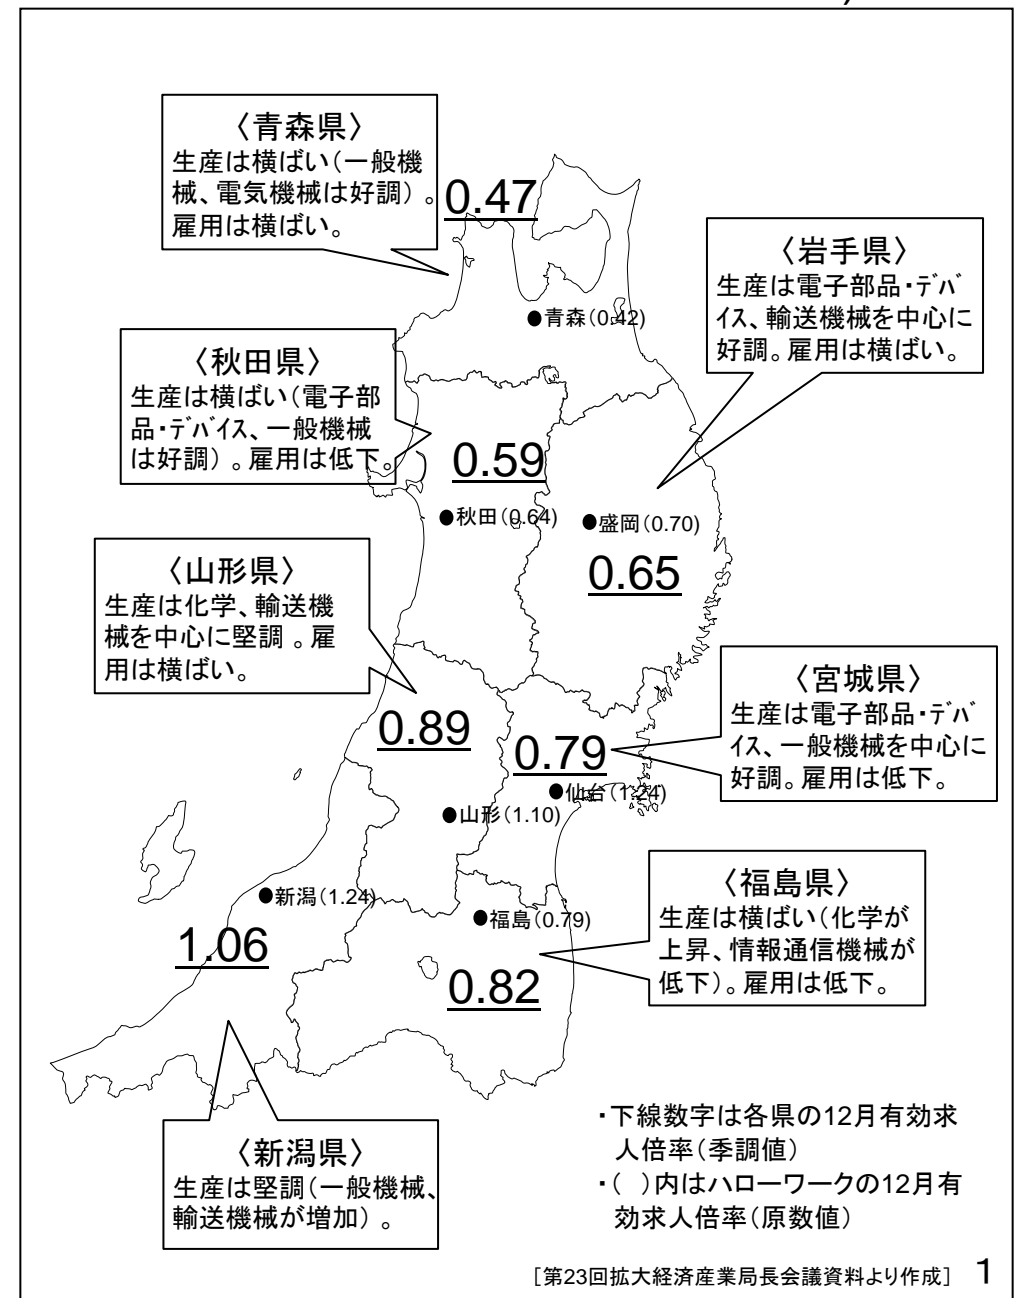 〈青森県〉
生産は横ばい（一般機
械、電気機械は好調）。
雇用は横ばい。
0.47
〈岩手県〉
生産は電子部品・ﾃﾞﾊﾞ
ｲｽ、輸送機械を中心に
好調。雇用は横ばい。
●青森（0.42）
〈秋田県〉
生産は横ばい（電子部
品・ﾃﾞﾊﾞｲｽ、一般機械
は好調）。雇用は低下。
0.59
●秋田（0.64）
●盛岡（0.70）
0.65
〈山形県〉
生産は化学、輸送機
械を中心に堅調 。雇
用は横ばい。
0.89
〈宮城県〉
生産は電子部品・ﾃﾞﾊﾞ
ｲｽ、一般機械を中心に
好調。雇用は低下。
0.79
●仙台（1.24）
●山形（1.10）
〈福島県〉
生産は横ばい（化学が
上昇、情報通信機械が
低下）。雇用は低下。
●新潟（1.24）
●福島（0.79）
1.06
0.82
〈新潟県〉
生産は堅調（一般機械、
輸送機械が増加）。
・下線数字は各県の12月有効求
人倍率（季調値）
・（　）内はハローワークの12月有
効求人倍率（原数値）
［第23回拡大経済産業局長会議資料より作成］
1